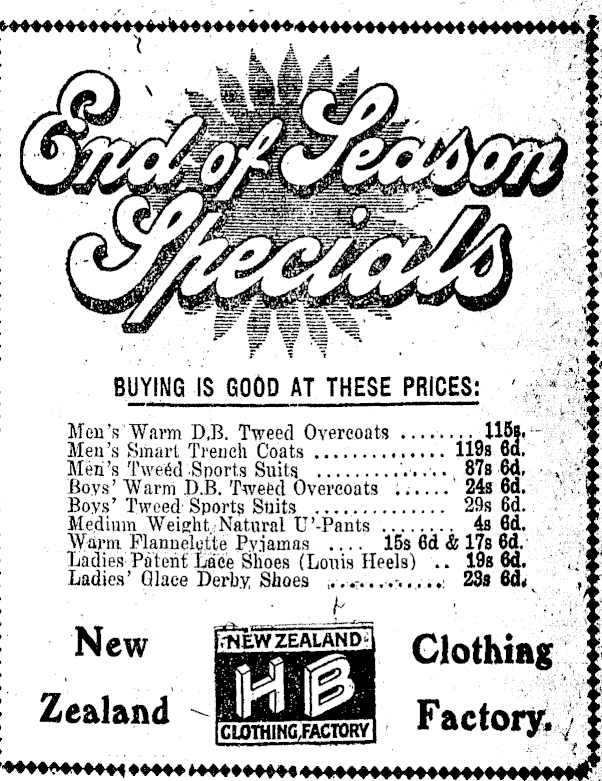 End of Season
Specials
BUYING IS GOOD AT THESE PRICES:
Men's Warm D.B. Tweed Overcoats ........ 115s.
Men's Smart Trench Coats .............. 119s 6d.
Men's Tweed Sports Suits .............. 87s 6d.
Boys' Warm D.B. Tweed Overcoats ...... 24s 6d.
Boys' Tweed Sports Suits .............. 29s 6d.
Medium Weight Natural U'-Pants ........ 4s 6d.
Warm Flannelette Pyjamas .... 15s 6d & 17s 6d.
Ladies Patent Lace Shoes (Louis Heels) .. 19s 6d.
Ladies' Glace Derby Shoes ............ 23s 6d.
New Zealand
NEW ZEALAND
HB
CLOTHING FACTORY
Clothing Factory.